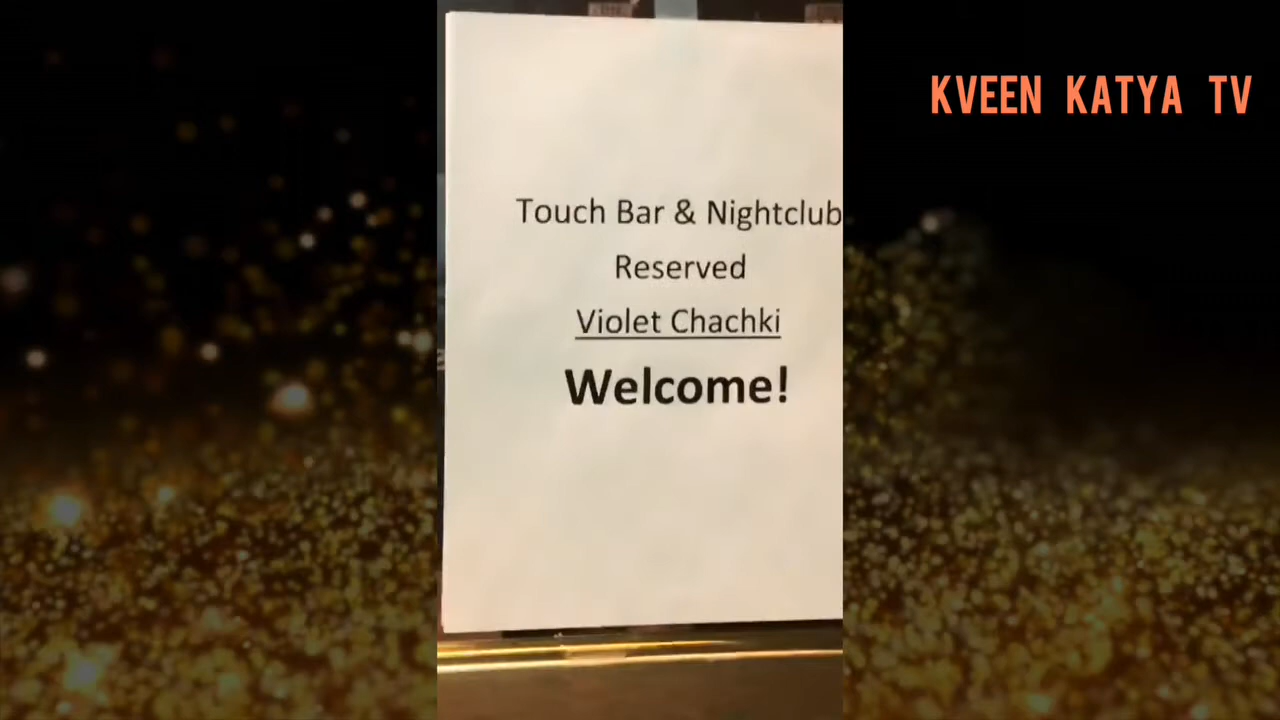 KVEEN KATYA TV
Touch Bar & Nightclub
Reserved
Violet Chachki
Welcome!